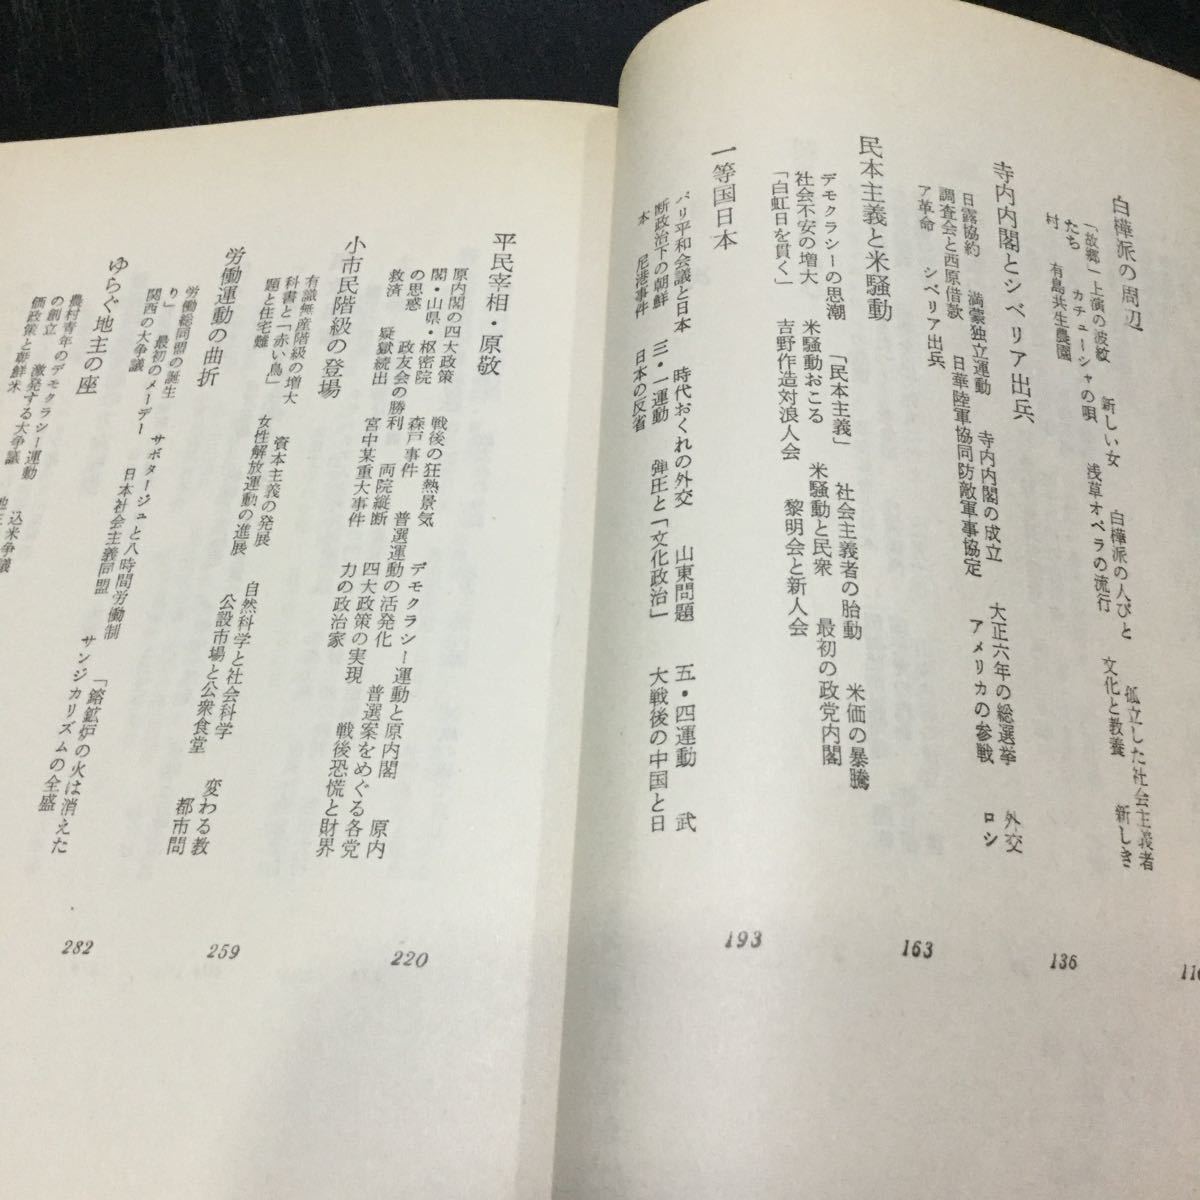 白樺派の周辺
「故郷」上演の波紋　新しい女　白樺派の人びと　孤立した社会主義者
たち　カチューシャの唄　浅草オペラの流行　文化と教養　新しき
村　有島共生農園
116
寺内内閣とシベリア出兵
日露協約　満蒙独立運動　寺内内閣の成立　大正六年の総選挙　外交
調査会と西原借款　日華陸軍協同防敵軍事協定　アメリカの参戦　ロシ
ア革命　シベリア出兵
136
民本主義と米騒動
デモクラシーの思潮　「民本主義」　社会主義者の胎動　米価の暴騰
社会不安の増大　米騒動おこる　米騒動と民衆　最初の政党内閣
「白虹日を貫く」　吉野作造対浪人会　黎明会と新人会
163
一等国日本
パリ平和会議と日本　時代おくれの外交　山東問題　五・四運動　武
断政治下の朝鮮　三・一運動　弾圧と「文化政治」　大戦後の中国と日
本　尼港事件　日本の反省
193
平民宰相・原敬
原内閣の四大政策　戦後の狂熱景気　デモクラシー運動と原内閣　原内
閣・山県・枢密院　森戸事件　普選運動の活発化　普選案をめぐる各党
の思惑　政友会の勝利　両院縦断　四大政策の実現　戦後恐慌と財界
救済　疑獄続出　宮中某重大事件　力の政治家
220
小市民階級の登場
有識無産階級の増大　資本主義の発展　自然科学と社会科学　変わる教
科書と「赤い鳥」　女性解放運動の進展　公設市場と公衆食堂　都市問
題と住宅難
259
労働運動の曲折
労働総同盟の誕生　サボタージュと八時間労働制　「鎔鉱炉の火は消えた
り」　最初のメーデー　日本社会主義同盟　サンジカリズムの全盛
関西の大争議
282
ゆらぐ地主の座
農村青年のデモクラシー運動　込米争議
の創立　激発する大争議
価政策と朝鮮米